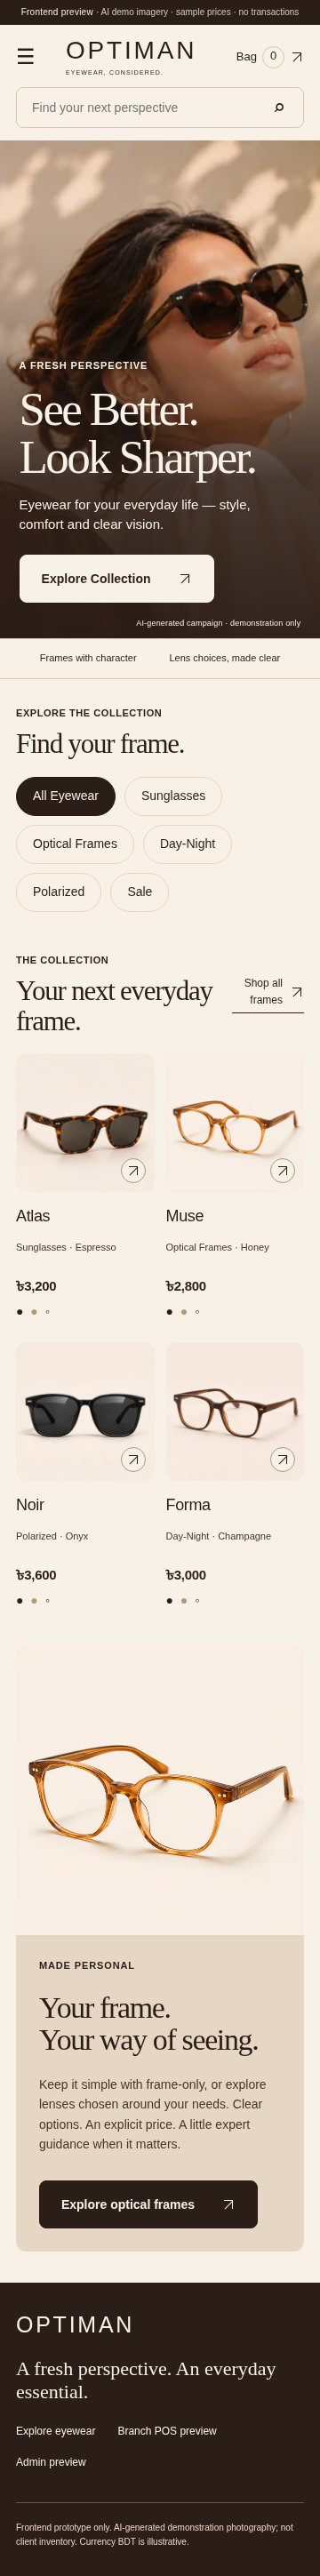 Frontend preview · AI demo imagery · sample prices · no transactions
OPTIMAN
EYEWEAR, CONSIDERED.
Bag 0
Find your next perspective
A FRESH PERSPECTIVE
See Better.
Look Sharper.
Eyewear for your everyday life — style,
comfort and clear vision.
Explore Collection
AI-generated campaign · demonstration only
Frames with character
Lens choices, made clear
EXPLORE THE COLLECTION
Find your frame.
All Eyewear
Sunglasses
Optical Frames
Day-Night
Polarized
Sale
THE COLLECTION
Your next everyday
frame.
Shop all
frames
Atlas
Sunglasses · Espresso
৳3,200
Muse
Optical Frames · Honey
৳2,800
Noir
Polarized · Onyx
৳3,600
Forma
Day-Night · Champagne
৳3,000
MADE PERSONAL
Your frame.
Your way of seeing.
Keep it simple with frame-only, or explore
lenses chosen around your needs. Clear
options. An explicit price. A little expert
guidance when it matters.
Explore optical frames
OPTIMAN
A fresh perspective. An everyday
essential.
Explore eyewear
Branch POS preview
Admin preview
Frontend prototype only. AI-generated demonstration photography; not
client inventory. Currency BDT is illustrative.